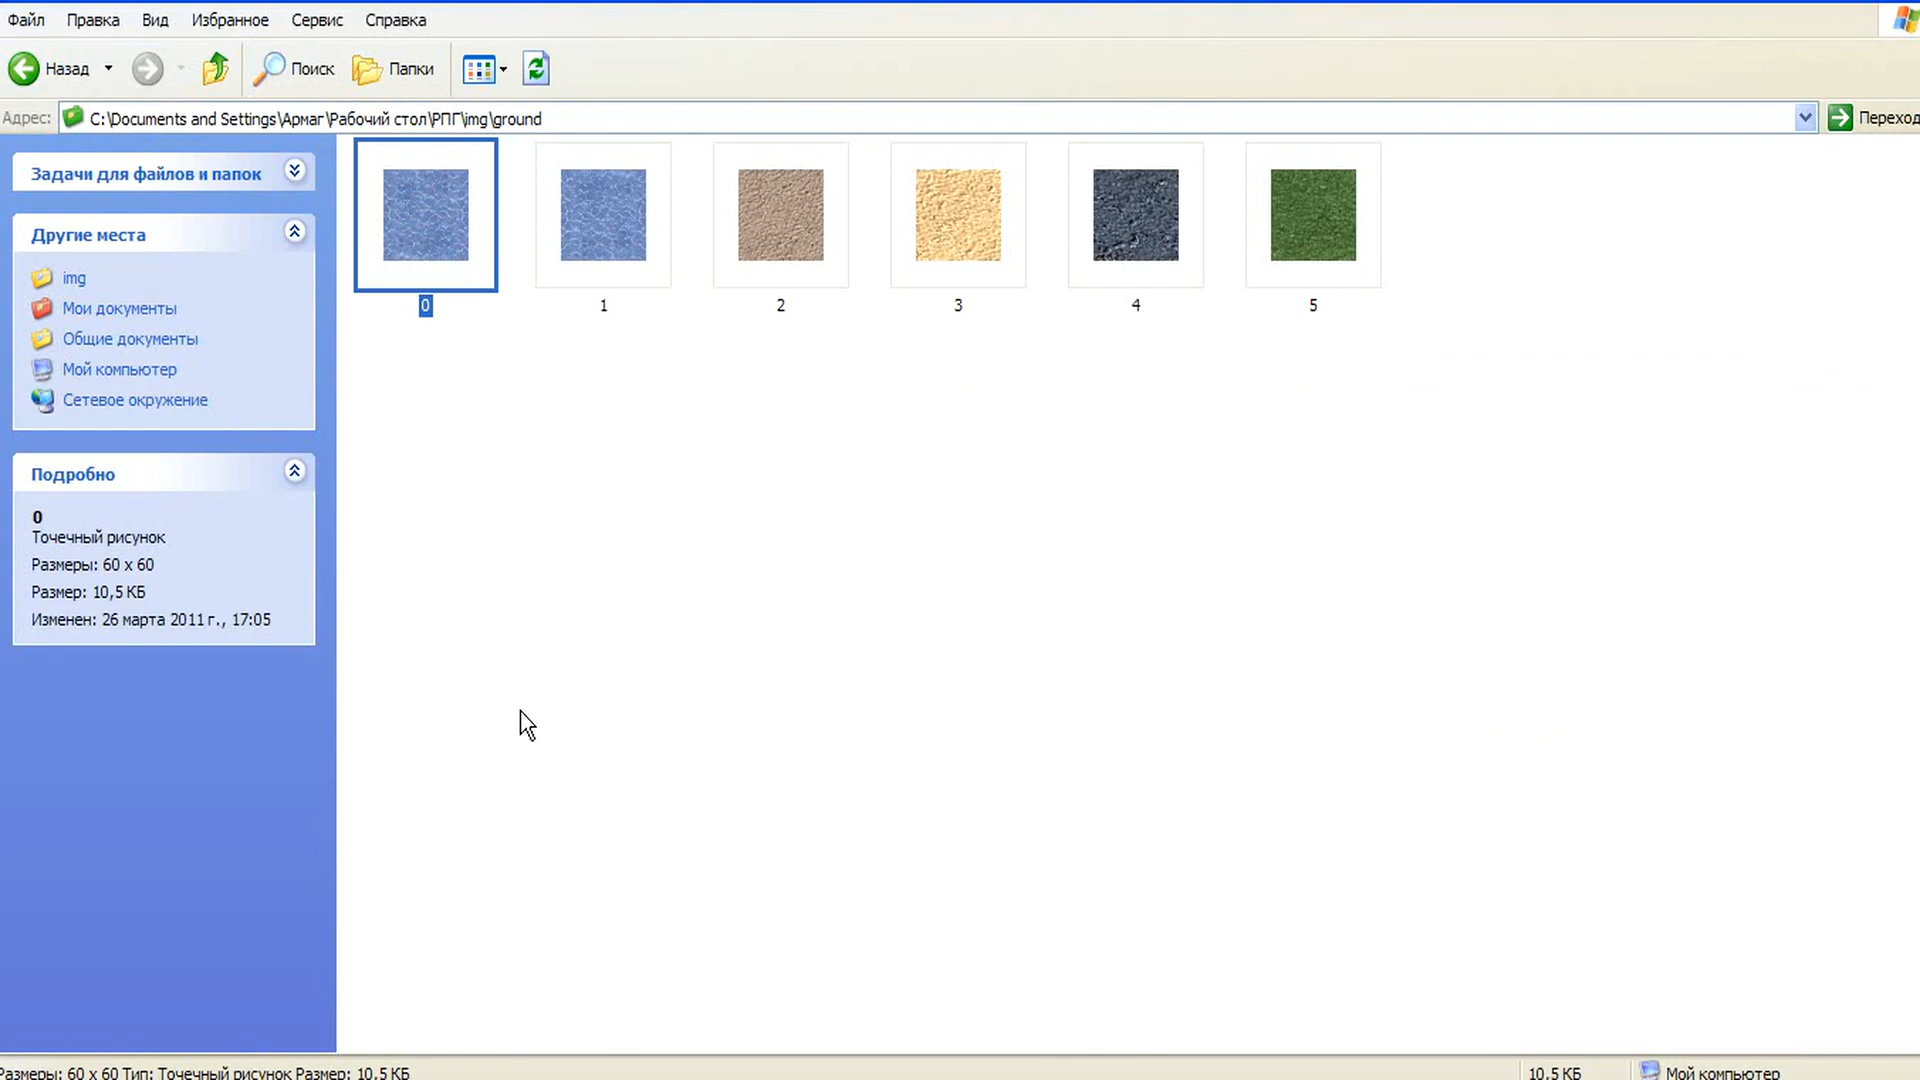 Файл Правка Вид Избранное Сервис Справка
Назад Поиск Папки
Адрес: C:\Documents and Settings\Армаг\Рабочий стол\РПГ\img\ground Переход
Задачи для файлов и папок
Другие места
img
Мои документы
Общие документы
Мой компьютер
Сетевое окружение
Подробно
0
Точечный рисунок
Размеры: 60 x 60
Размер: 10,5 КБ
Изменен: 26 марта 2011 г., 17:05
0 1 2 3 4 5
Размеры: 60 x 60 Тип: Точечный рисунок Размер: 10,5 КБ 10,5 КБ Мой компьютер